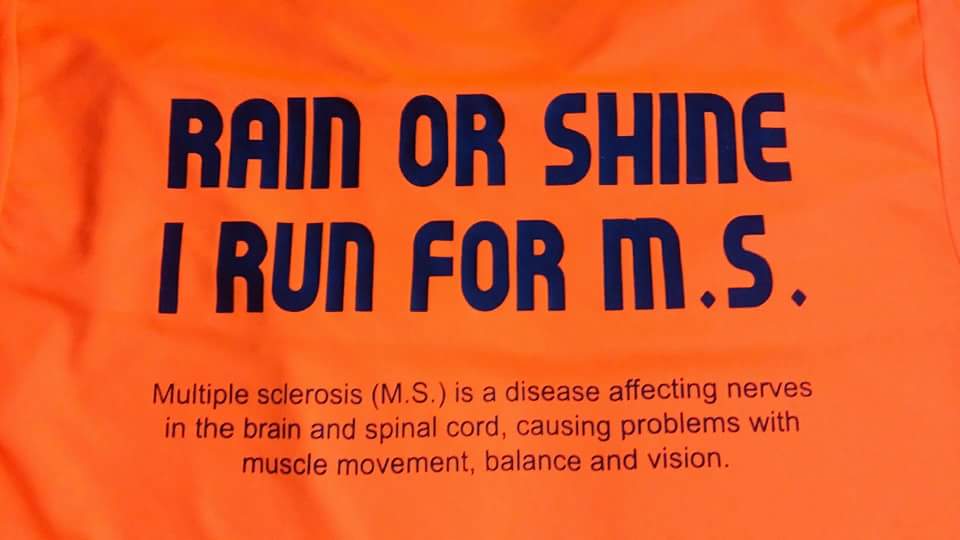 RAIN OR SHINE
I RUN FOR M.S.
Multiple sclerosis (M.S.) is a disease affecting nerves
in the brain and spinal cord, causing problems with
muscle movement, balance and vision.